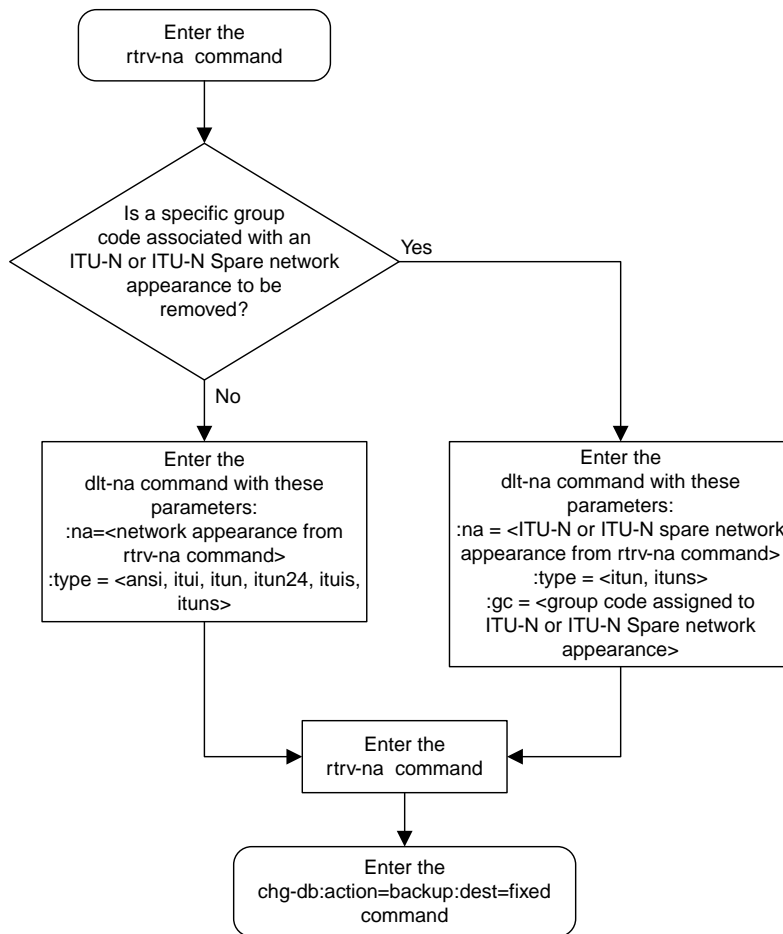 Enter the
rtrv-na command
Is a specific group
code associated with an
ITU-N or ITU-N Spare network
appearance to be
removed?
Yes
No
Enter the
dlt-na command with these
parameters:
:na=<network appearance from
rtrv-na command>
:type = <ansi, itui, itun, itun24, ituis,
ituns>
Enter the
dlt-na command with these
parameters:
:na = <ITU-N or ITU-N spare network
appearance from rtrv-na command>
:type = <itun, ituns>
:gc = <group code assigned to
ITU-N or ITU-N Spare network
appearance>
Enter the
rtrv-na command
Enter the
chg-db:action=backup:dest=fixed
command